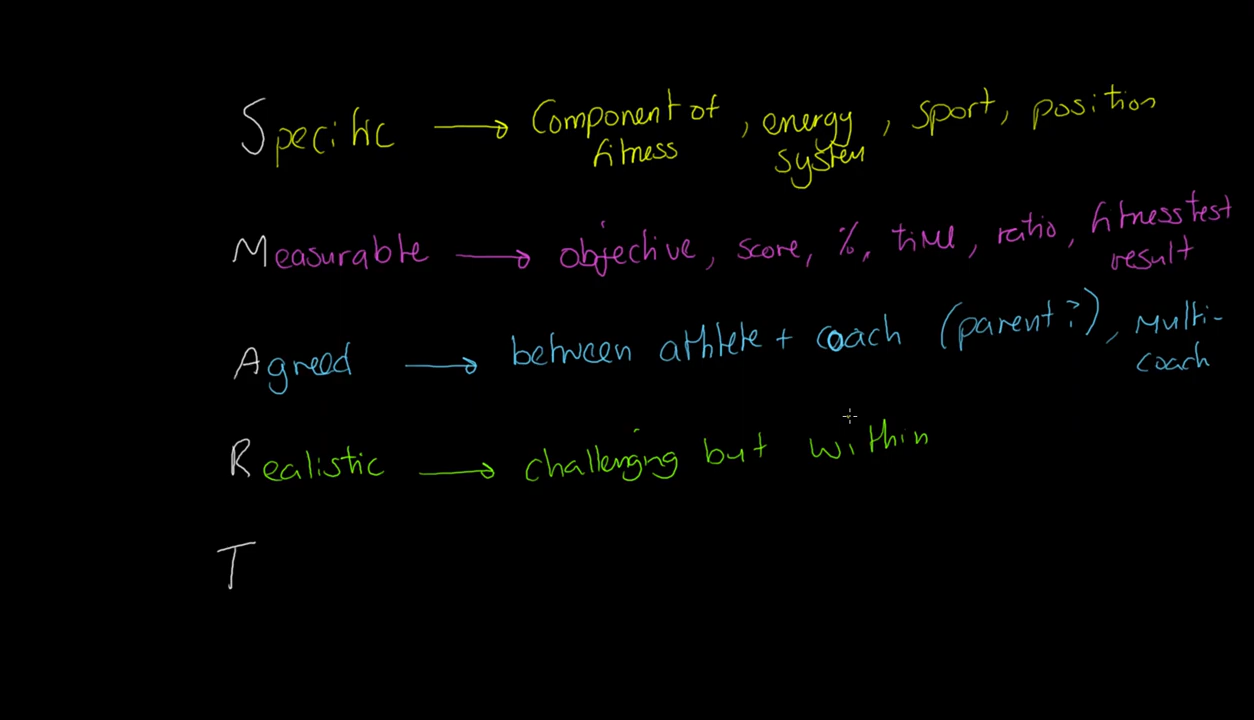 Specific → Component of fitness, energy system, sport, position
Measurable → objective, score, %, time, ratio, fitness test result
Agreed → between athlete + coach (parent?), multi-coach
Realistic → challenging but within
T